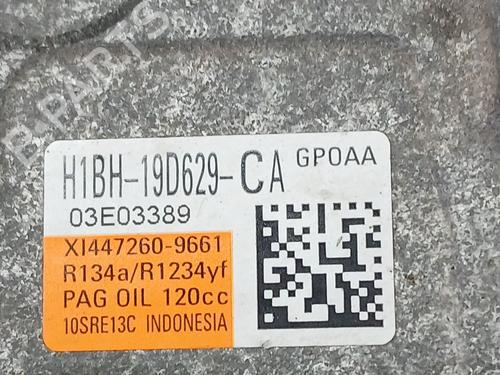 B-PARTS
H1BH-19D629-CA GPOAA
03E03389
XI447260-9661
R134a/R1234yf
PAG OIL 120cc
10SRE13C INDONESIA